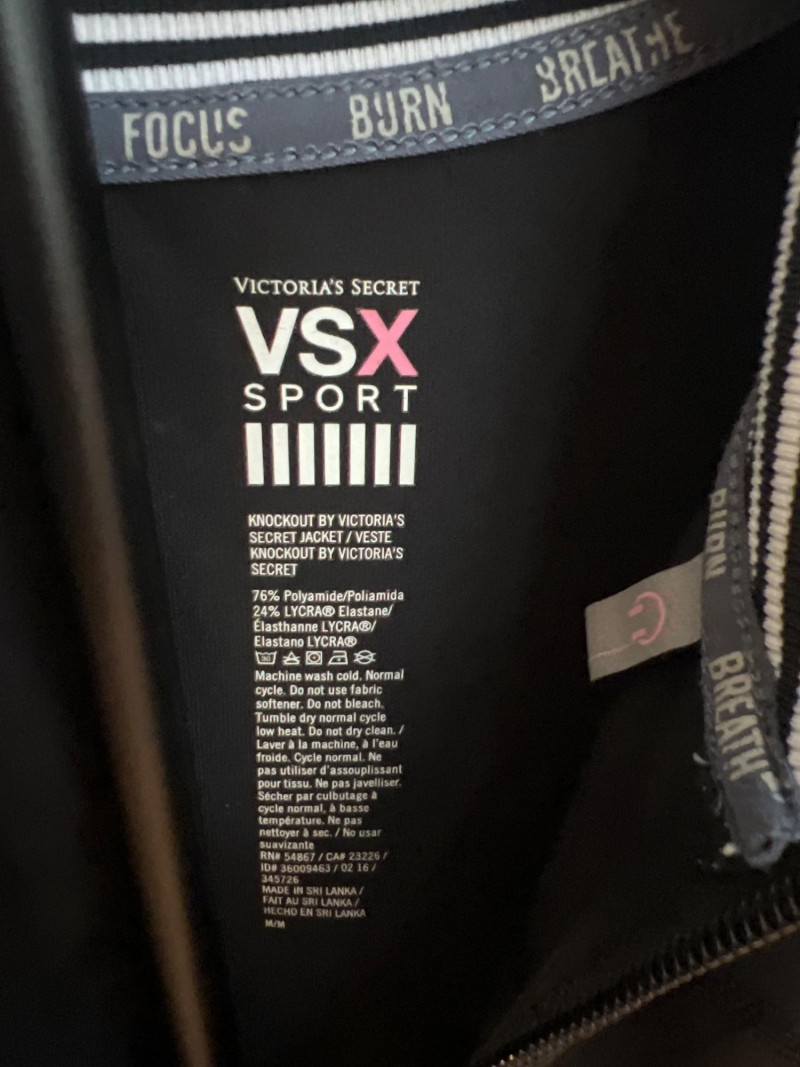 FOCUS BURN BREATHE
VICTORIA'S SECRET
VSX
SPORT
KNOCKOUT BY VICTORIA'S
SECRET JACKET / VESTE
KNOCKOUT BY VICTORIA'S
SECRET
76% Polyamide/Poliamida
24% LYCRA® Elastane/
Élasthanne LYCRA®/
Elastano LYCRA®
Machine wash cold. Normal
cycle. Do not use fabric
softener. Do not bleach.
Tumble dry normal cycle
low heat. Do not dry clean. /
Laver à la machine, à l'eau
froide. Cycle normal. Ne
pas utiliser d'assouplissant
pour tissu. Ne pas javelliser.
Sécher par culbutage à
cycle normal, à basse
température. Ne pas
nettoyer à sec. / No usar
suavizante
RN# 54867 / CA# 23226 /
ID# 36009463 / 02 16 /
345726
MADE IN SRI LANKA /
FAIT AU SRI LANKA /
HECHO EN SRI LANKA
M/M
BURN
BREATHE